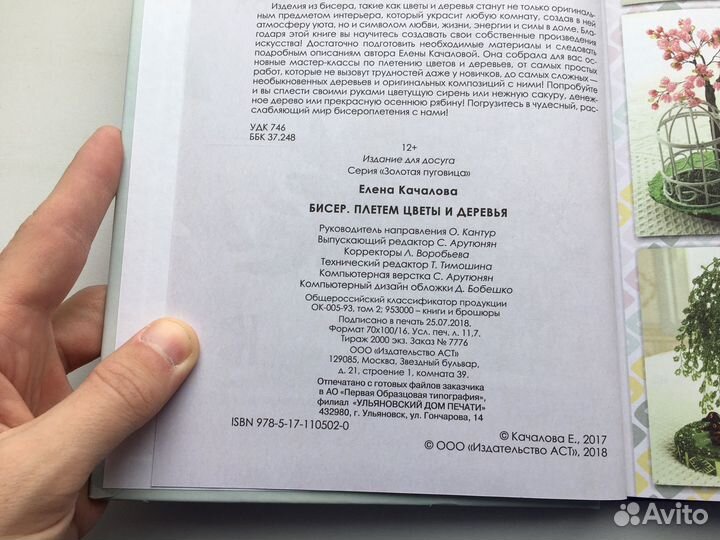 Изделия из бисера, такие как цветы и деревья станут не только оригиналь-
ным предметом интерьера, который украсит любую комнату, создав в ней
атмосферу уюта, но и символом любви, жизни, энергии и силы в доме. Бла-
годаря этой книге вы научитесь создавать свои собственные произведения
искусства! Достаточно подготовить необходимые материалы и следовать
подробным описаниям автора Елены Качаловой. Она собрала для вас ос-
новные мастер-классы по плетению цветов и деревьев, от самых простых
работ, которые не вызовут трудностей даже у новичков, до самых сложных –
необыкновенных деревьев и оригинальных композиций с ними! Попробуйте
и вы сплести своими руками цветущую сирень или нежную сакуру, денеж-
ное дерево или прекрасную осеннюю рябину! Погрузитесь в чудесный, рас-
слабляющий мир бисероплетения с нами!
УДК 746
ББК 37.248
12+
Издание для досуга
Серия «Золотая пуговица»
Елена Качалова
БИСЕР. ПЛЕТЕМ ЦВЕТЫ И ДЕРЕВЬЯ
Руководитель направления О. Кантур
Выпускающий редактор С. Арутюнян
Корректоры Л. Воробьева
Технический редактор Т. Тимошина
Компьютерная верстка С. Арутюнян
Компьютерный дизайн обложки Д. Бобешко
Общероссийский классификатор продукции
ОК-005-93, том 2; 953000 – книги и брошюры
Подписано в печать 25.07.2018.
Формат 70х100/16. Усл. печ. л. 11,7.
Тираж 2000 экз. Заказ № 7776
ООО «Издательство АСТ»
129085, Москва, Звездный бульвар,
д. 21, строение 1, комната 39.
Отпечатано с готовых файлов заказчика
в АО «Первая Образцовая типография»,
филиал «УЛЬЯНОВСКИЙ ДОМ ПЕЧАТИ»
432980, г. Ульяновск, ул. Гончарова, 14
ISBN 978-5-17-110502-0
© Качалова Е., 2017
© ООО «Издательство АСТ», 2018
Avito